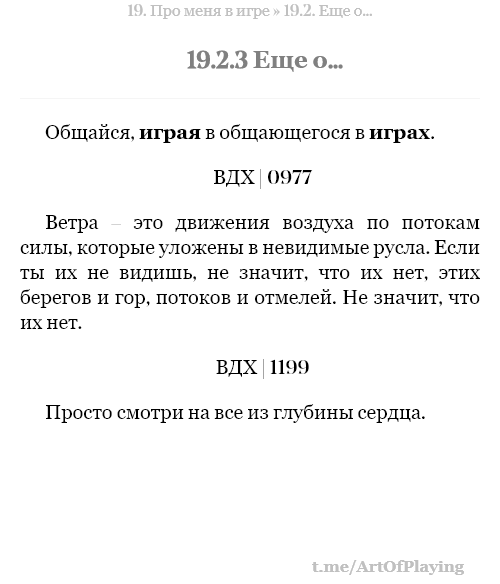 19. Про меня в игре » 19.2. Еще о...
19.2.3 Еще о...
Общайся, играя в общающегося в играх.
ВДХ | 0977
Ветра – это движения воздуха по потокам
силы, которые уложены в невидимые русла. Если
ты их не видишь, не значит, что их нет, этих
берегов и гор, потоков и отмелей. Не значит, что
их нет.
ВДХ | 1199
Просто смотри на все из глубины сердца.
t.me/ArtOfPlaying